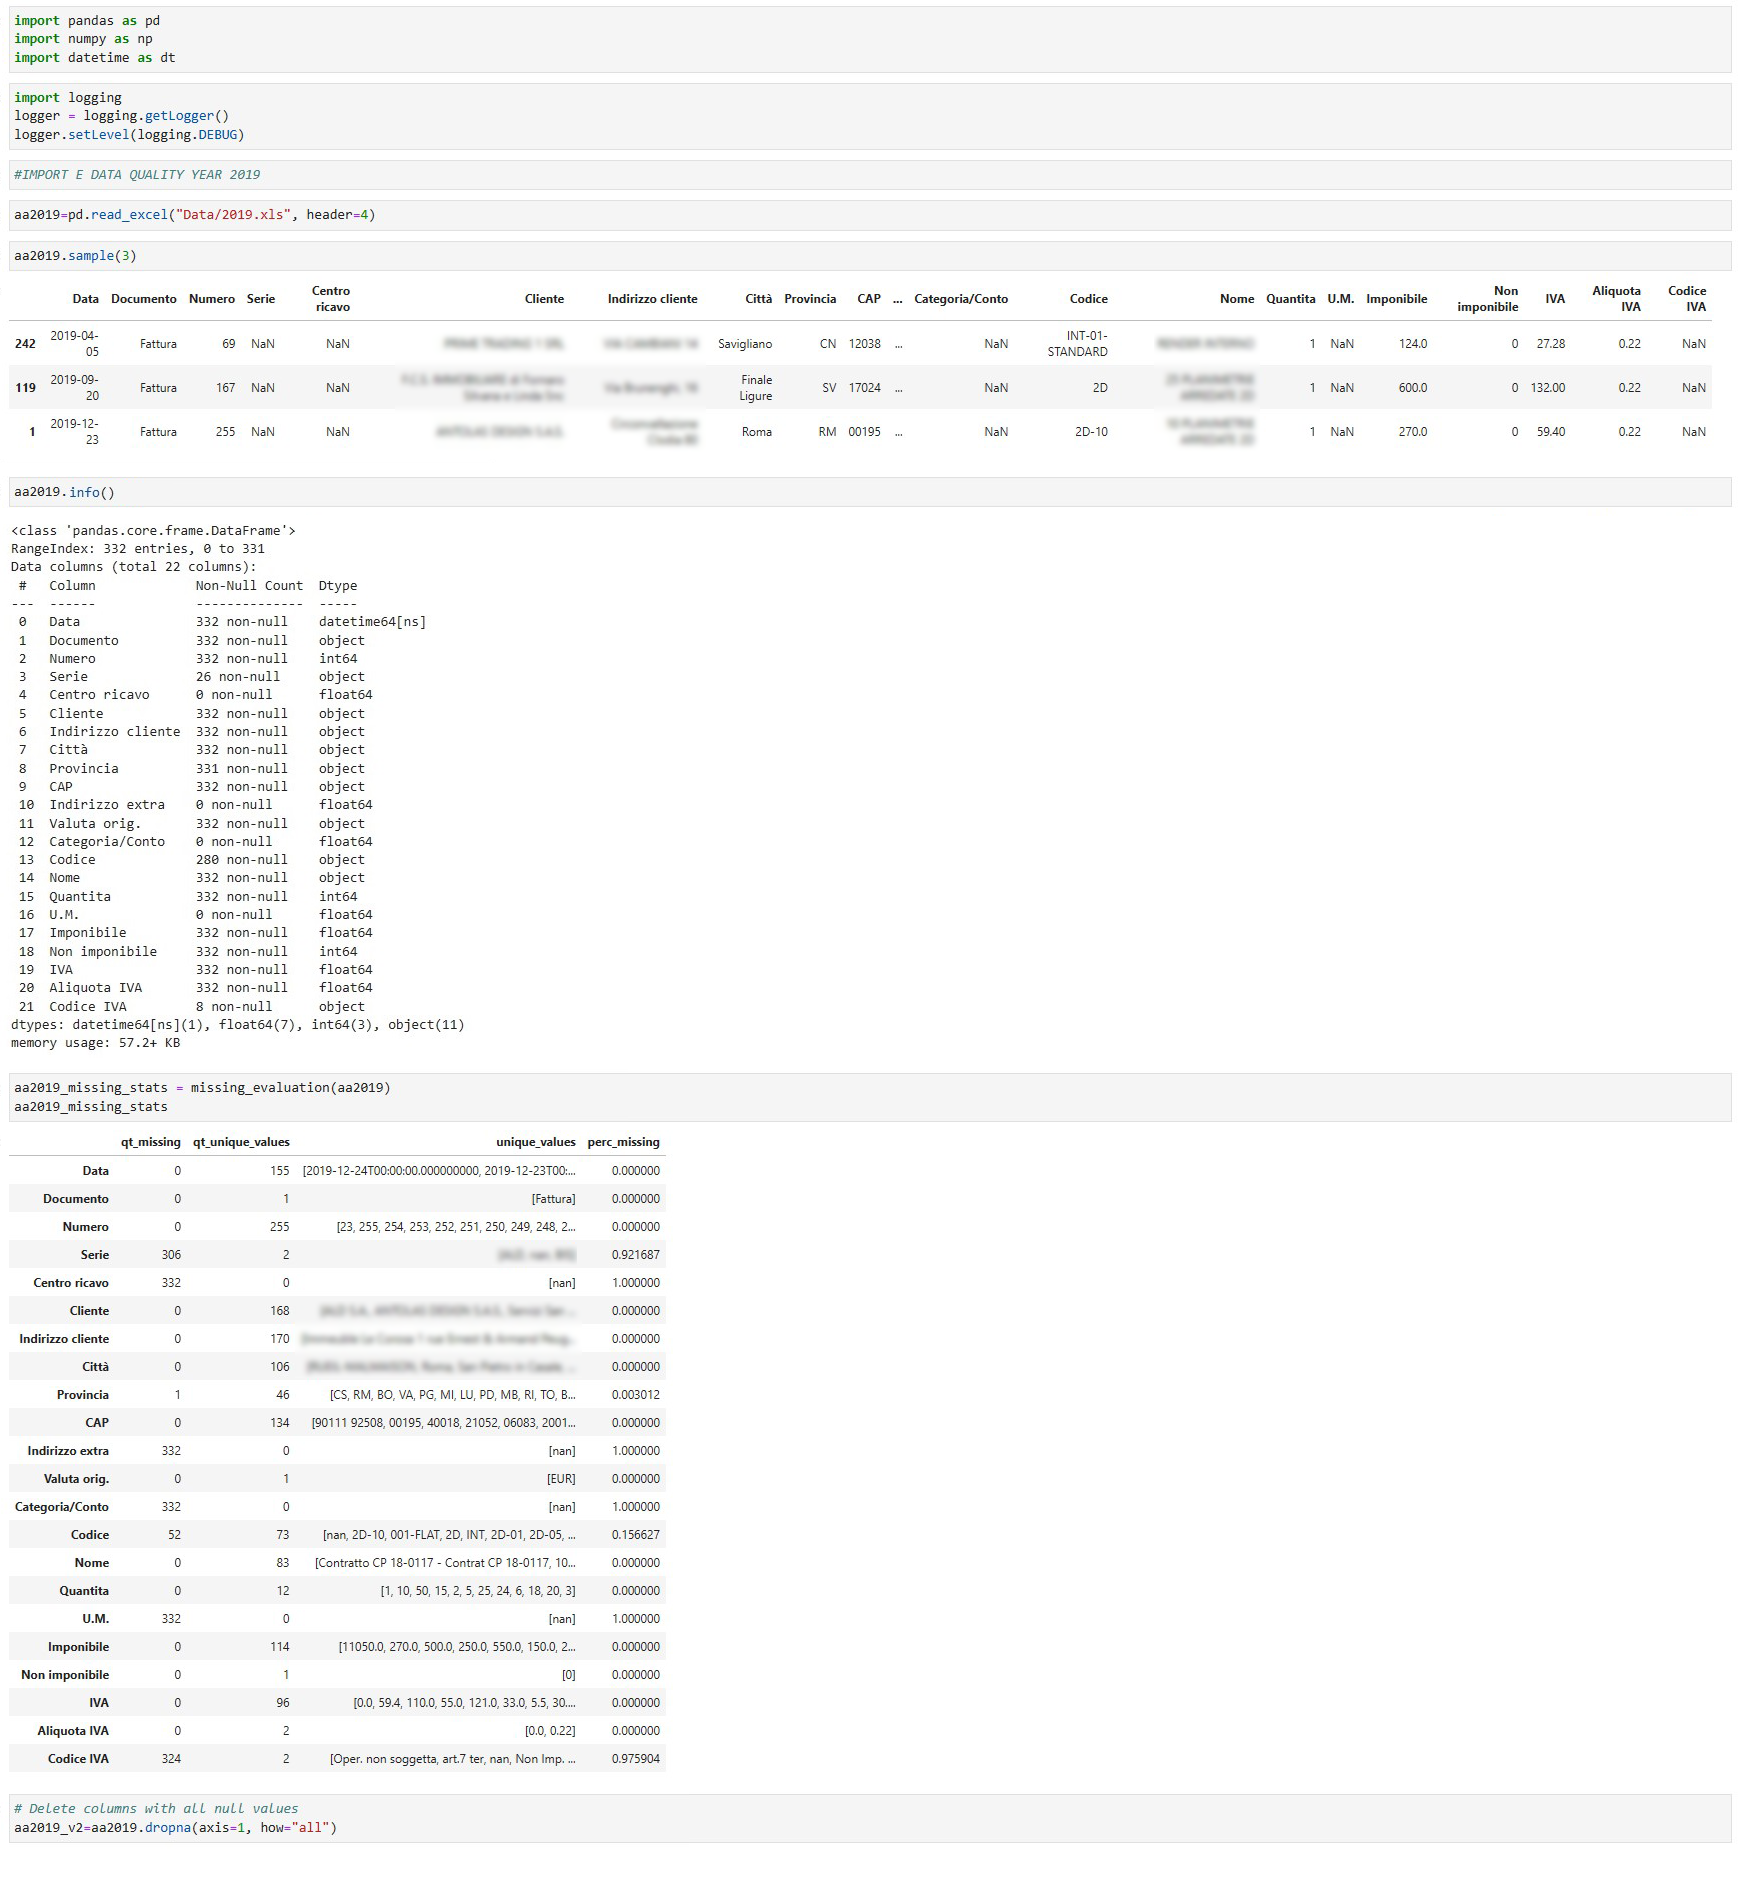 import pandas as pd
import numpy as np
import datetime as dt
import logging
logger = logging.getLogger()
logger.setLevel(logging.DEBUG)
#IMPORT E DATA QUALITY YEAR 2019
aa2019=pd.read_excel("Data/2019.xls", header=4)
aa2019.sample(3)
Data Documento Numero Serie Centro ricavo Cliente Indirizzo cliente Città Provincia CAP ... Categoria/Conto Codice Nome Quantita U.M. Imponibile Non imponibile IVA Aliquota IVA Codice IVA
242 2019-04-05 Fattura 69 NaN NaN Savigliano CN 12038 ... NaN INT-01-STANDARD 1 NaN 124.0 0 27.28 0.22 NaN
119 2019-09-20 Fattura 167 NaN NaN Finale Ligure SV 17024 ... NaN 2D 1 NaN 600.0 0 132.00 0.22 NaN
1 2019-12-23 Fattura 255 NaN NaN Roma RM 00195 ... NaN 2D-10 1 NaN 270.0 0 59.40 0.22 NaN
aa2019.info()
<class 'pandas.core.frame.DataFrame'>
RangeIndex: 332 entries, 0 to 331
Data columns (total 22 columns):
# Column Non-Null Count Dtype
--- ------ -------------- -----
0 Data 332 non-null datetime64[ns]
1 Documento 332 non-null object
2 Numero 332 non-null int64
3 Serie 26 non-null object
4 Centro ricavo 0 non-null float64
5 Cliente 332 non-null object
6 Indirizzo cliente 332 non-null object
7 Città 332 non-null object
8 Provincia 331 non-null object
9 CAP 332 non-null object
10 Indirizzo extra 0 non-null float64
11 Valuta orig. 332 non-null object
12 Categoria/Conto 0 non-null float64
13 Codice 280 non-null object
14 Nome 332 non-null object
15 Quantita 332 non-null int64
16 U.M. 0 non-null float64
17 Imponibile 332 non-null float64
18 Non imponibile 332 non-null int64
19 IVA 332 non-null float64
20 Aliquota IVA 332 non-null float64
21 Codice IVA 8 non-null object
dtypes: datetime64[ns](1), float64(7), int64(3), object(11)
memory usage: 57.2+ KB
aa2019_missing_stats = missing_evaluation(aa2019)
aa2019_missing_stats
qt_missing qt_unique_values unique_values perc_missing
Data 0 155 [2019-12-24T00:00:00.000000000, 2019-12-23T00:... 0.000000
Documento 0 1 [Fattura] 0.000000
Numero 0 255 [23, 255, 254, 253, 252, 251, 250, 249, 248, 2... 0.000000
Serie 306 2 0.921687
Centro ricavo 332 0 [nan] 1.000000
Cliente 0 168 0.000000
Indirizzo cliente 0 170 0.000000
Città 0 106 0.000000
Provincia 1 46 [CS, RM, BO, VA, PG, MI, LU, PD, MB, RI, TO, B... 0.003012
CAP 0 134 [90111 92508, 00195, 40018, 21052, 06083, 2001... 0.000000
Indirizzo extra 332 0 [nan] 1.000000
Valuta orig. 0 1 [EUR] 0.000000
Categoria/Conto 332 0 [nan] 1.000000
Codice 52 73 [nan, 2D-10, 001-FLAT, 2D, INT, 2D-01, 2D-05, ... 0.156627
Nome 0 83 [Contratto CP 18-0117 - Contrat CP 18-0117, 10... 0.000000
Quantita 0 12 [1, 10, 50, 15, 2, 5, 25, 24, 6, 18, 20, 3] 0.000000
U.M. 332 0 [nan] 1.000000
Imponibile 0 114 [11050.0, 270.0, 500.0, 250.0, 550.0, 150.0, 2... 0.000000
Non imponibile 0 1 [0] 0.000000
IVA 0 96 [0.0, 59.4, 110.0, 55.0, 121.0, 33.0, 5.5, 30.... 0.000000
Aliquota IVA 0 2 [0.0, 0.22] 0.000000
Codice IVA 324 2 [Oper. non soggetta, art.7 ter, nan, Non Imp. ... 0.975904
# Delete columns with all null values
aa2019_v2=aa2019.dropna(axis=1, how="all")